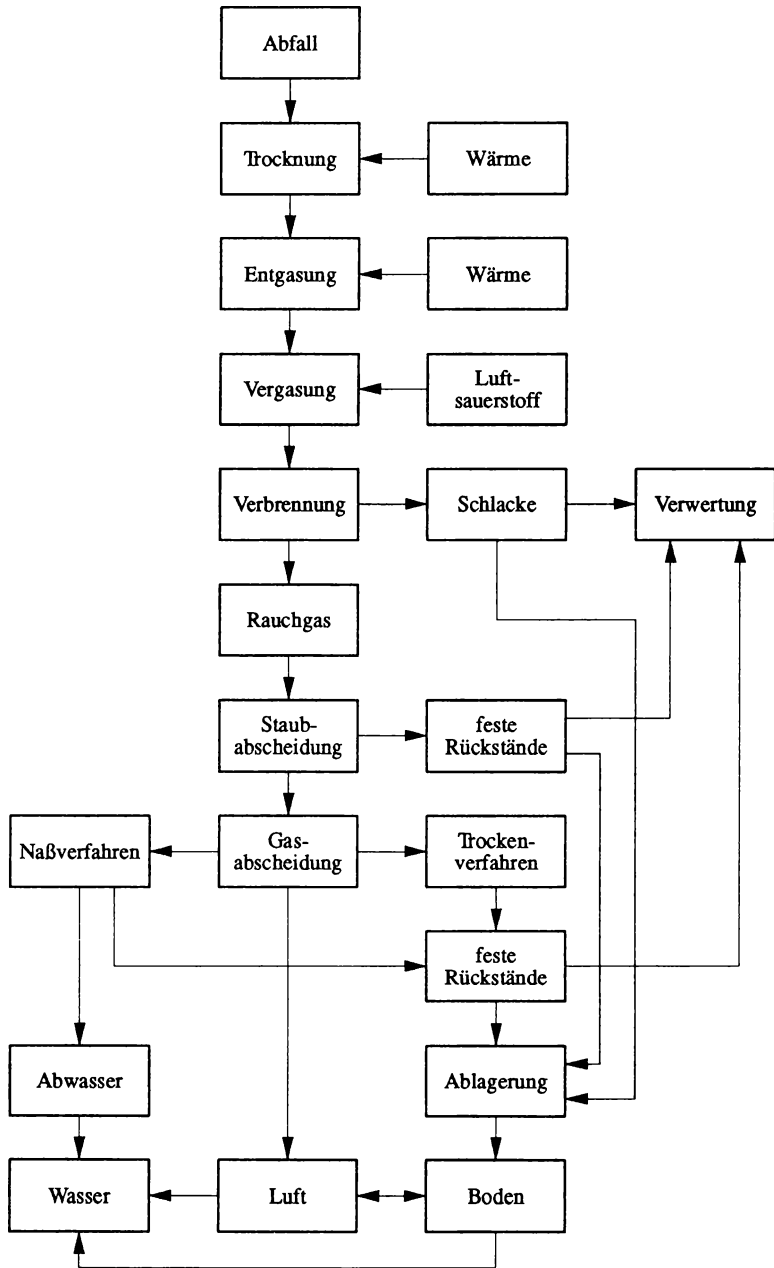 Abfall
Trocknung
Wärme
Entgasung
Wärme
Vergasung
Luft-
sauerstoff
Verbrennung
Schlacke
Verwertung
Rauchgas
Staub-
abscheidung
feste
Rückstände
Naßverfahren
Gas-
abscheidung
Trocken-
verfahren
feste
Rückstände
Abwasser
Ablagerung
Wasser
Luft
Boden